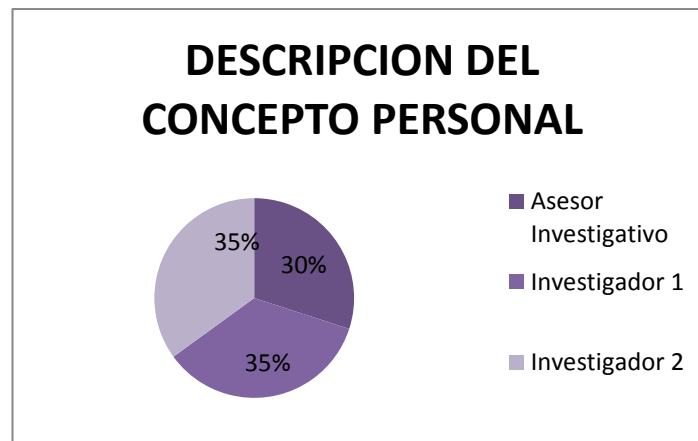 DESCRIPCION DEL
CONCEPTO PERSONAL
35%
30%
35%
Asesor
Investigativo
Investigador 1
Investigador 2